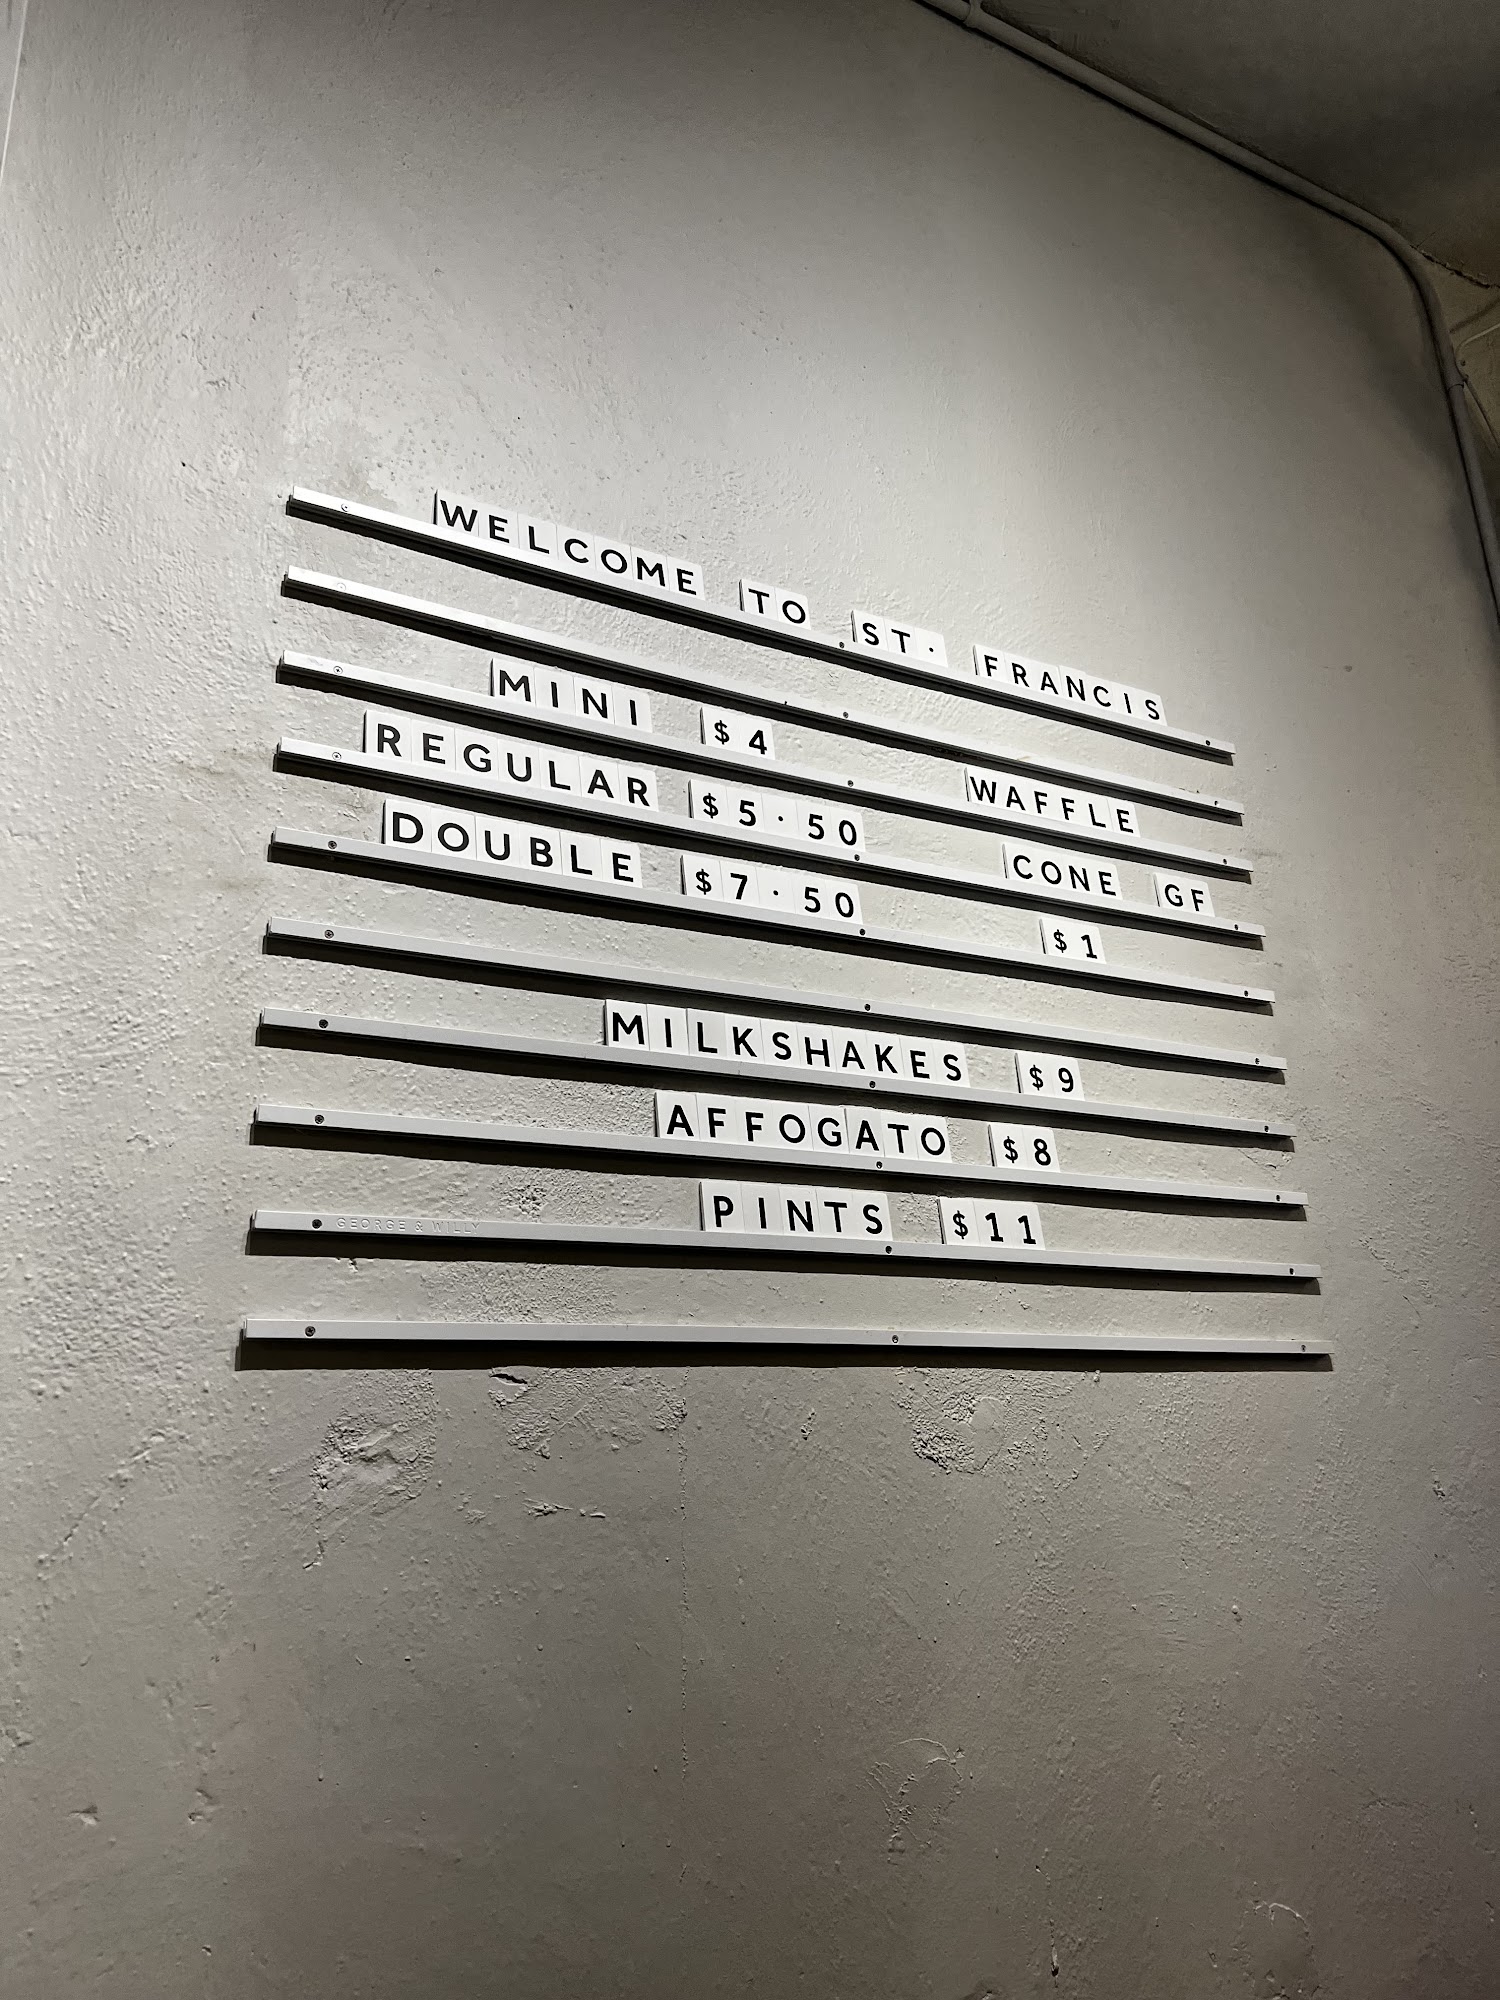 WELCOME TO ST. FRANCIS
MINI $4
REGULAR $5.50
DOUBLE $7.50
WAFFLE
CONE GF
$1
MILKSHAKES $9
AFFOGATO $8
PINTS $11
GEORGE & WILLY